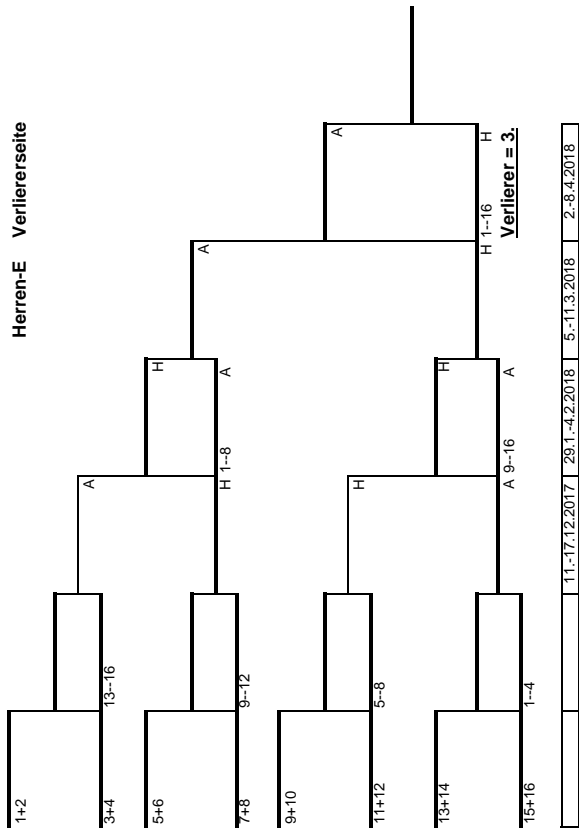 Herren-E Verliererseite
1+2
3+4
13--16
5+6
7+8
9--12
9+10
11+12
5--8
13+14
15+16
1--4
A
H 1--8
H
A 9--16
H
A
H
A
A
H 1--16
A
H
Verlierer = 3.
11.-17.12.2017 29.1.-4.2.2018 5.-11.3.2018 2.-8.4.2018